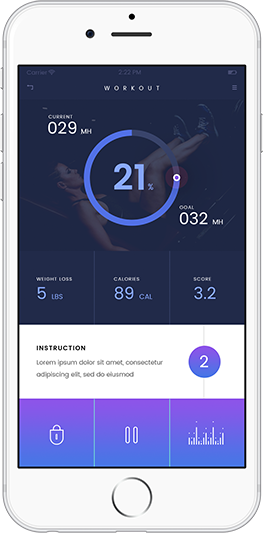 Carrier 2:22 PM
WORKOUT
CURRENT
029 MH
21%
GOAL
032 MH
WEIGHT LOSS CALORIES SCORE
5 LBS 89 CAL 3.2
INSTRUCTION
Lorem ipsum dolor sit amet, consectetur
adipiscing elit, sed do eiusmod
2